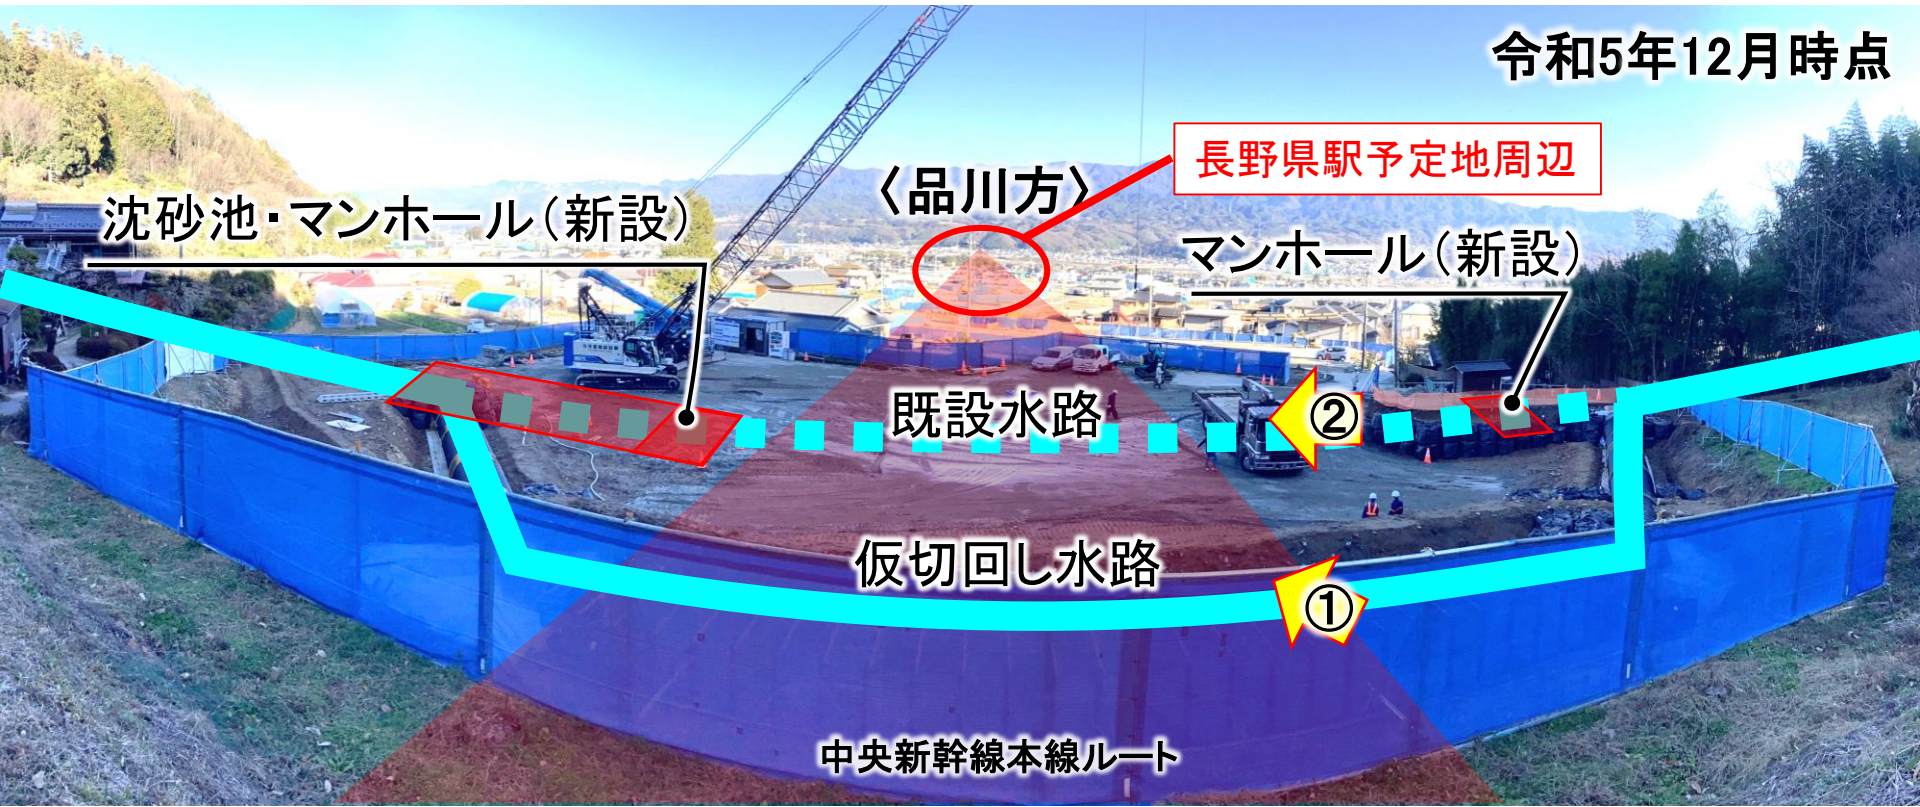 令和5年12月時点
長野県駅予定地周辺
〈品川方〉
沈砂池・マンホール(新設)
マンホール(新設)
既設水路
②
仮切回し水路
①
中央新幹線本線ルート